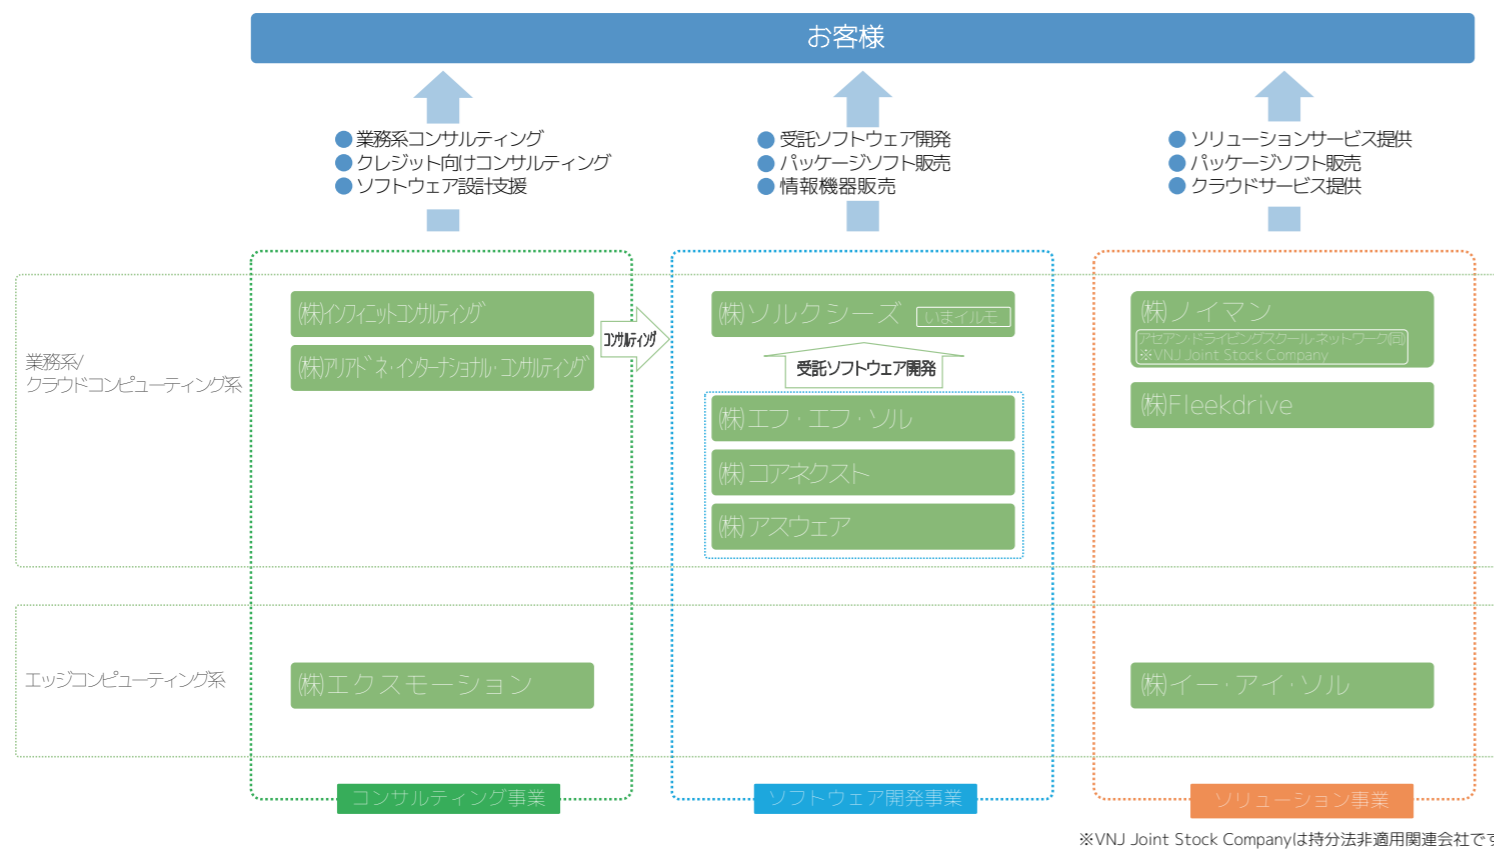 お客様
● 業務系コンサルティング
● クレジット向けコンサルティング
● ソフトウェア設計支援
● 受託ソフトウェア開発
● パッケージソフト販売
● 情報機器販売
● ソリューションサービス提供
● パッケージソフト販売
● クラウドサービス提供
業務系/
クラウドコンピューティング系
㈱インフィニットコンサルティング
㈱アリアドネ・インターナショナル・コンサルティング
コンサルティング
㈱ソルクシーズ いまイルモ
受託ソフトウェア開発
㈱エフ・エフ・ソル
㈱コアネクスト
㈱アスウェア
㈱ノイマン
アセアン・ドライビングスクール・ネットワーク(同)
※VNJ Joint Stock Company
㈱Fleekdrive
エッジコンピューティング系
㈱エクスモーション
㈱イー・アイ・ソル
コンサルティング事業
ソフトウェア開発事業
ソリューション事業
※VNJ Joint Stock Companyは持分法非適用関連会社です